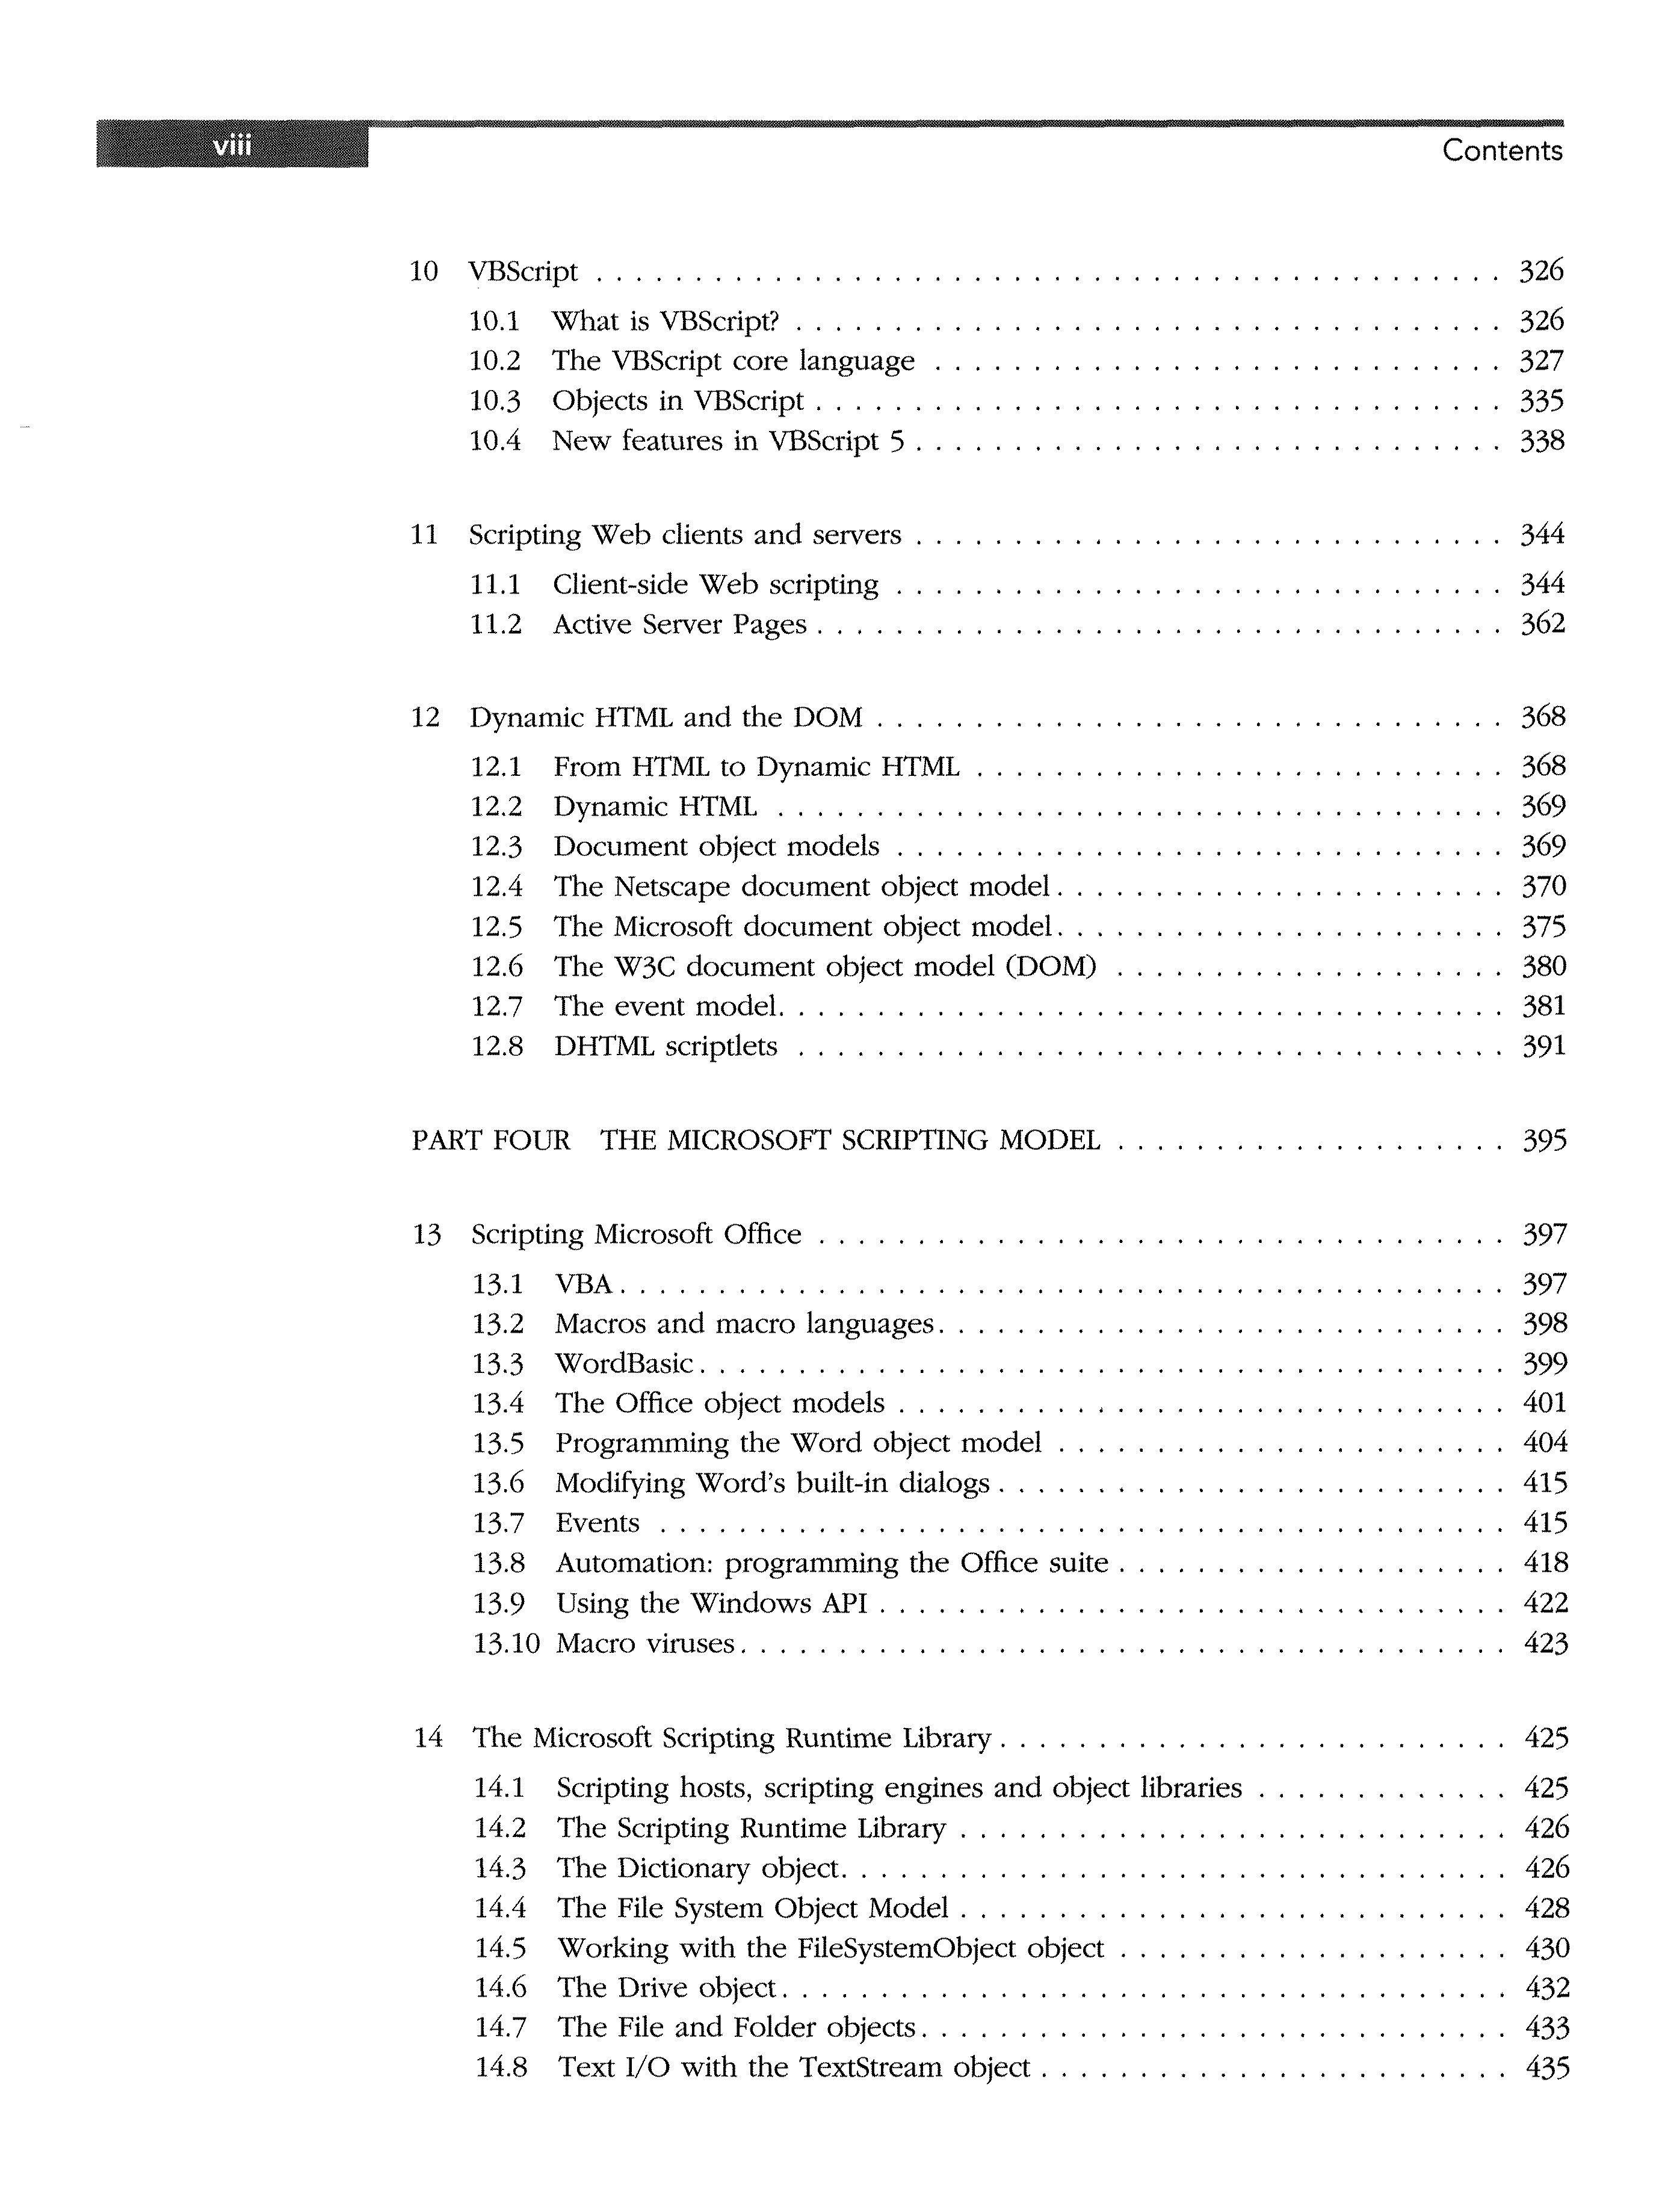 viii
Contents
10 VBScript . . . . . . . . . . 326
10.1 What is VBScript? . . . . . . . . . . 326
10.2 The VBScript core language . . . . . . . . . . 327
10.3 Objects in VBScript . . . . . . . . . . 335
10.4 New features in VBScript 5 . . . . . . . . . . 338
11 Scripting Web clients and servers . . . . . . . . . . 344
11.1 Client-side Web scripting . . . . . . . . . . 344
11.2 Active Server Pages . . . . . . . . . . 362
12 Dynamic HTML and the DOM . . . . . . . . . . 368
12.1 From HTML to Dynamic HTML . . . . . . . . . . 368
12.2 Dynamic HTML . . . . . . . . . . 369
12.3 Document object models . . . . . . . . . . 369
12.4 The Netscape document object model . . . . . . . . . . 370
12.5 The Microsoft document object model . . . . . . . . . . 375
12.6 The W3C document object model (DOM) . . . . . . . . . . 380
12.7 The event model . . . . . . . . . . 381
12.8 DHTML scriptlets . . . . . . . . . . 391
PART FOUR THE MICROSOFT SCRIPTING MODEL . . . . . . . . . . 395
13 Scripting Microsoft Office . . . . . . . . . . 397
13.1 VBA . . . . . . . . . . 397
13.2 Macros and macro languages . . . . . . . . . . 398
13.3 WordBasic . . . . . . . . . . 399
13.4 The Office object models . . . . . . . . . . 401
13.5 Programming the Word object model . . . . . . . . . . 404
13.6 Modifying Word's built-in dialogs . . . . . . . . . . 415
13.7 Events . . . . . . . . . . 415
13.8 Automation: programming the Office suite . . . . . . . . . . 418
13.9 Using the Windows API . . . . . . . . . . 422
13.10 Macro viruses . . . . . . . . . . 423
14 The Microsoft Scripting Runtime Library . . . . . . . . . . 425
14.1 Scripting hosts, scripting engines and object libraries . . . . . . . . . . 425
14.2 The Scripting Runtime Library . . . . . . . . . . 426
14.3 The Dictionary object . . . . . . . . . . 426
14.4 The File System Object Model . . . . . . . . . . 428
14.5 Working with the FileSystemObject object . . . . . . . . . . 430
14.6 The Drive object . . . . . . . . . . 432
14.7 The File and Folder objects . . . . . . . . . . 433
14.8 Text I/O with the TextStream object . . . . . . . . . . 435